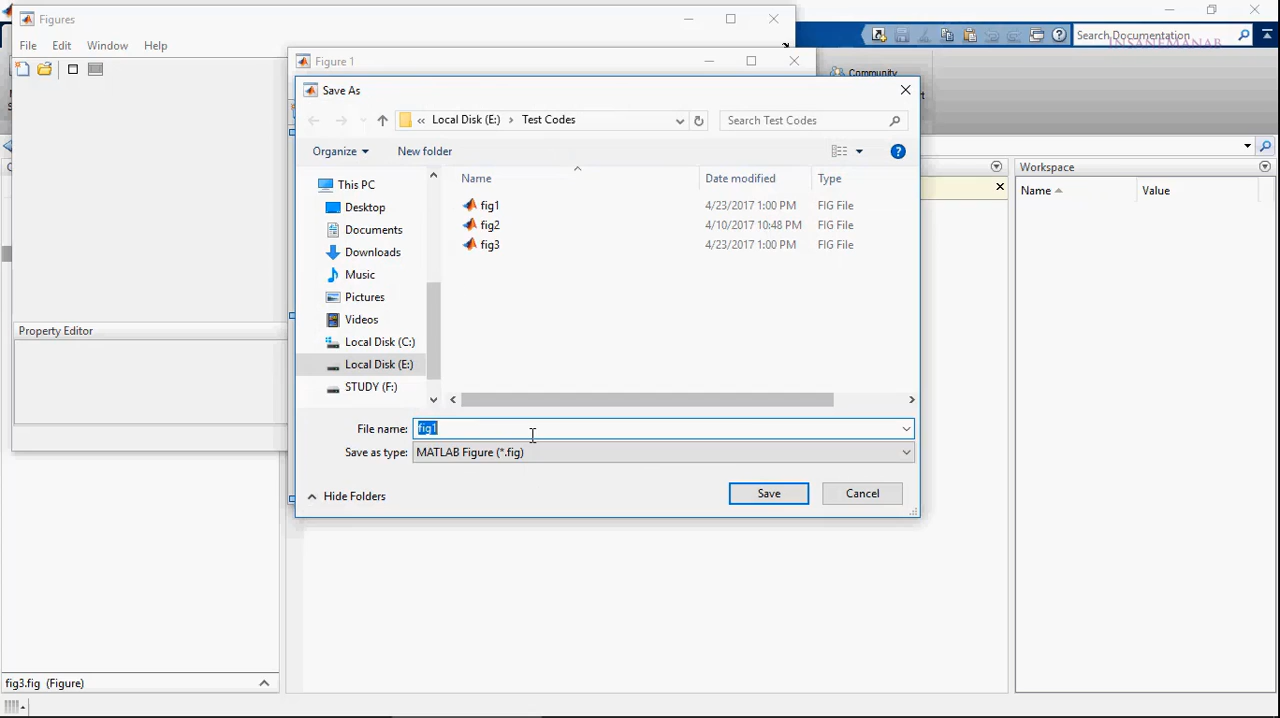 Figures
File Edit Window Help
Search Documentation
INSANEMANAB
Figure 1
Community
Save As
Local Disk (E:) > Test Codes
Search Test Codes
Organize
New folder
Workspace
Name Value
Name Date modified Type
This PC
Desktop
Documents
Downloads
Music
Pictures
Videos
Local Disk (C:)
Local Disk (E:)
STUDY (F:)
fig1 4/23/2017 1:00 PM FIG File
fig2 4/10/2017 10:48 PM FIG File
fig3 4/23/2017 1:00 PM FIG File
Property Editor
File name: fig1
Save as type: MATLAB Figure (*.fig)
Hide Folders
Save Cancel
fig3.fig (Figure)